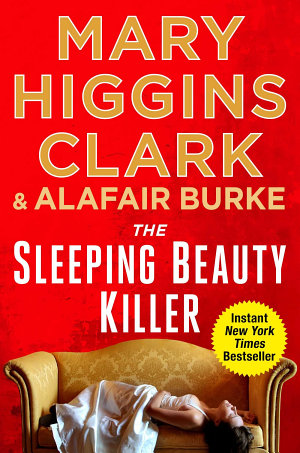 MARY
HIGGINS
CLARK
& ALAFAIR BURKE
THE
SLEEPING BEAUTY
KILLER
Instant
New York
Times
Bestseller